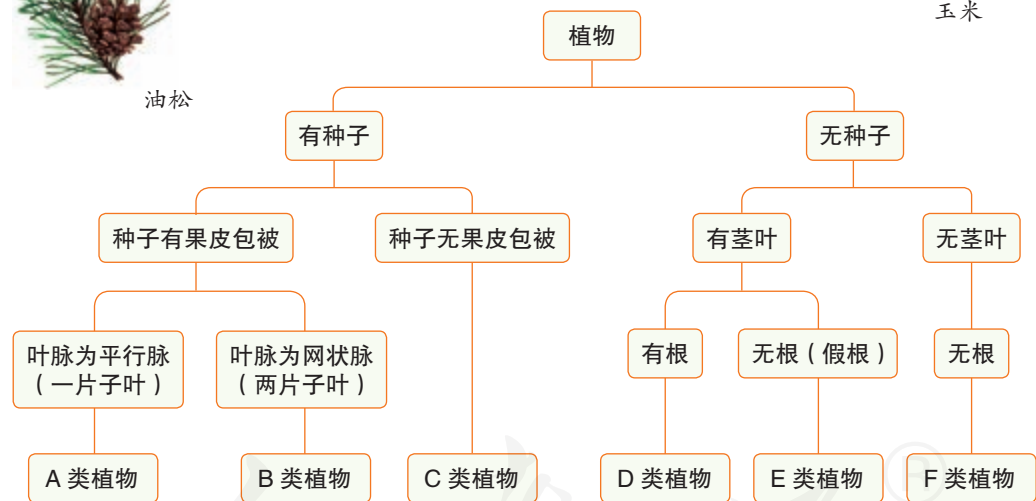 玉米
植物
油松
有种子
无种子
种子有果皮包被
种子无果皮包被
有茎叶
无茎叶
叶脉为平行脉
（一片子叶）
叶脉为网状脉
（两片子叶）
有根
无根（假根）
无根
A 类植物
B 类植物
C 类植物
D 类植物
E 类植物
F 类植物